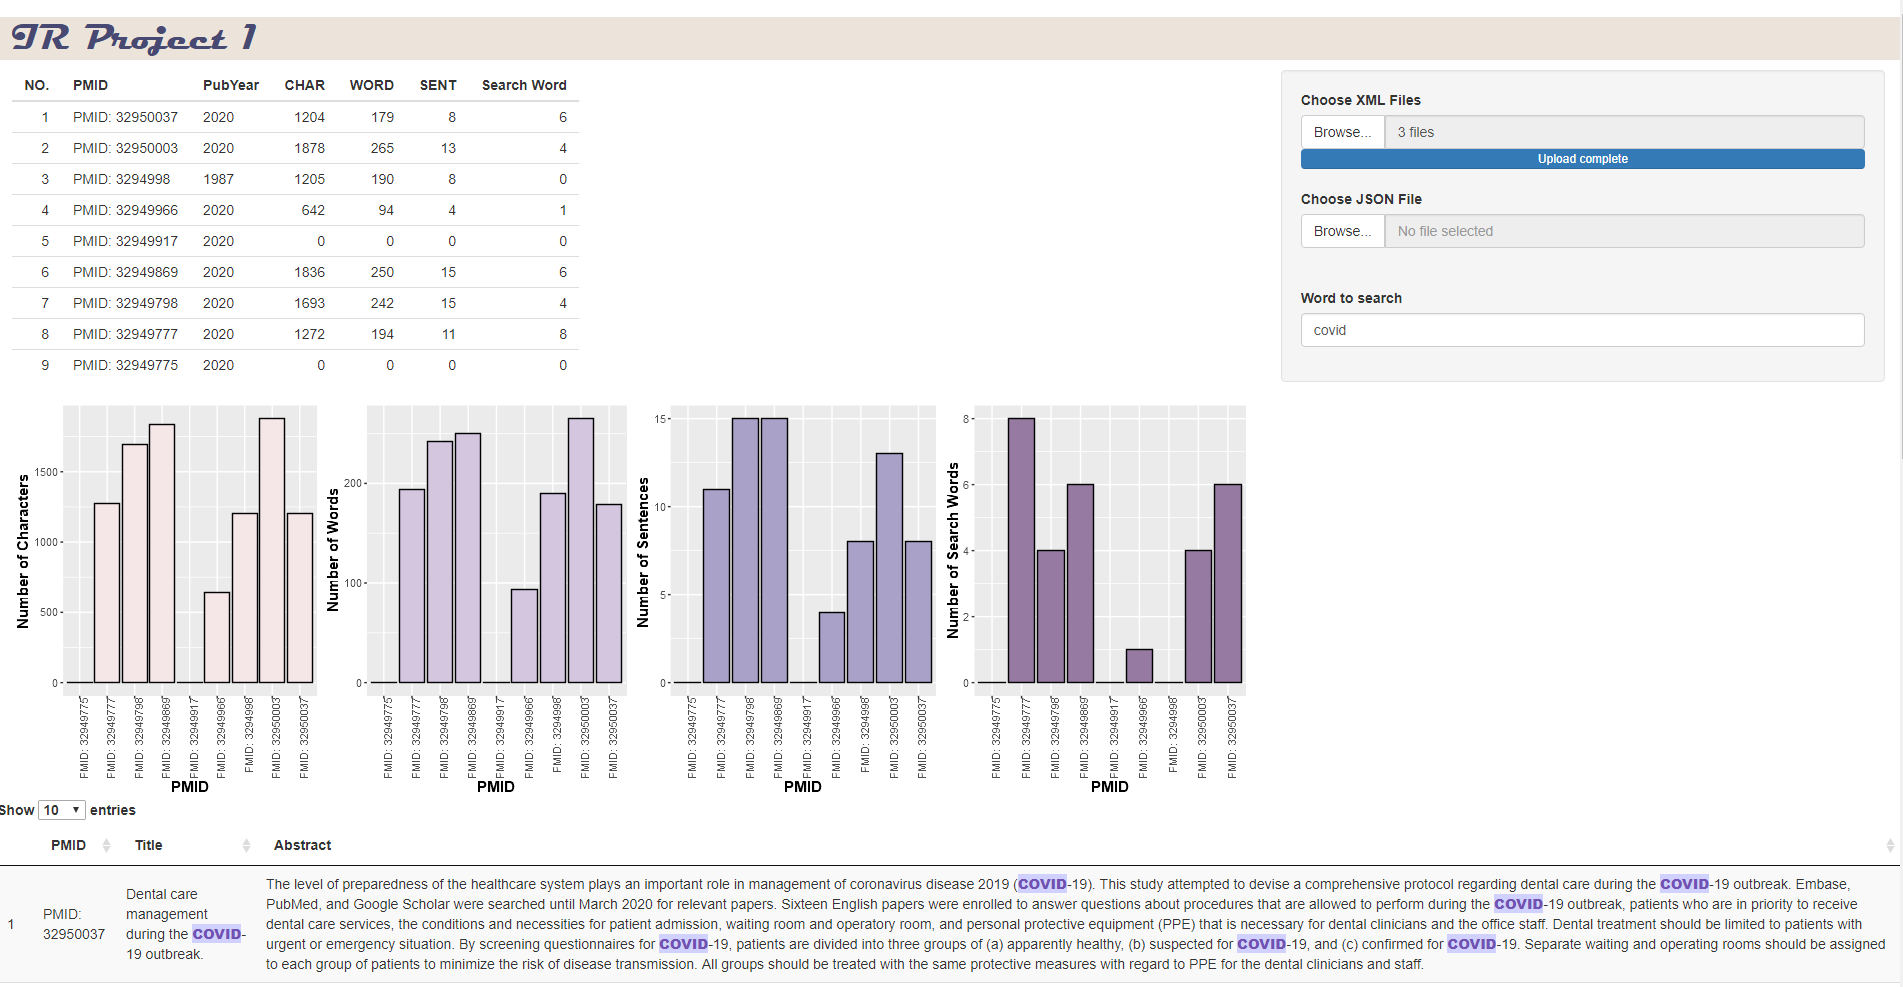 IR Project 1
NO. PMID PubYear CHAR WORD SENT Search Word
1 PMID: 32950037 2020 1204 179 8 6
2 PMID: 32950003 2020 1878 265 13 4
3 PMID: 3294998 1987 1205 190 8 0
4 PMID: 32949966 2020 642 94 4 1
5 PMID: 32949917 2020 0 0 0 0
6 PMID: 32949869 2020 1836 250 15 6
7 PMID: 32949798 2020 1693 242 15 4
8 PMID: 32949777 2020 1272 194 11 8
9 PMID: 32949775 2020 0 0 0 0
Choose XML Files
Browse... 3 files
Upload complete
Choose JSON File
Browse... No file selected
Word to search
covid
Number of Characters
1500
1000
500
0
PMID: 32949775
PMID: 32949777
PMID: 32949798
PMID: 32949869
PMID: 32949917
PMID: 32949966
PMID: 3294998
PMID: 32950003
PMID: 32950037
PMID
Number of Words
200
100
0
PMID: 32949775
PMID: 32949777
PMID: 32949798
PMID: 32949869
PMID: 32949917
PMID: 32949966
PMID: 3294998
PMID: 32950003
PMID: 32950037
PMID
Number of Sentences
15
10
5
0
PMID: 32949775
PMID: 32949777
PMID: 32949798
PMID: 32949869
PMID: 32949917
PMID: 32949966
PMID: 3294998
PMID: 32950003
PMID: 32950037
PMID
Number of Search Words
8
6
4
2
0
PMID: 32949775
PMID: 32949777
PMID: 32949798
PMID: 32949869
PMID: 32949917
PMID: 32949966
PMID: 3294998
PMID: 32950003
PMID: 32950037
PMID
Show 10 entries
PMID Title Abstract
1
PMID:
32950037
Dental care
management
during the COVID-
19 outbreak.
The level of preparedness of the healthcare system plays an important role in management of coronavirus disease 2019 (COVID-19). This study attempted to devise a comprehensive protocol regarding dental care during the COVID-19 outbreak. Embase,
PubMed, and Google Scholar were searched until March 2020 for relevant papers. Sixteen English papers were enrolled to answer questions about procedures that are allowed to perform during the COVID-19 outbreak, patients who are in priority to receive
dental care services, the conditions and necessities for patient admission, waiting room and operatory room, and personal protective equipment (PPE) that is necessary for dental clinicians and the office staff. Dental treatment should be limited to patients with
urgent or emergency situation. By screening questionnaires for COVID-19, patients are divided into three groups of (a) apparently healthy, (b) suspected for COVID-19, and (c) confirmed for COVID-19. Separate waiting and operating rooms should be assigned
to each group of patients to minimize the risk of disease transmission. All groups should be treated with the same protective measures with regard to PPE for the dental clinicians and staff.